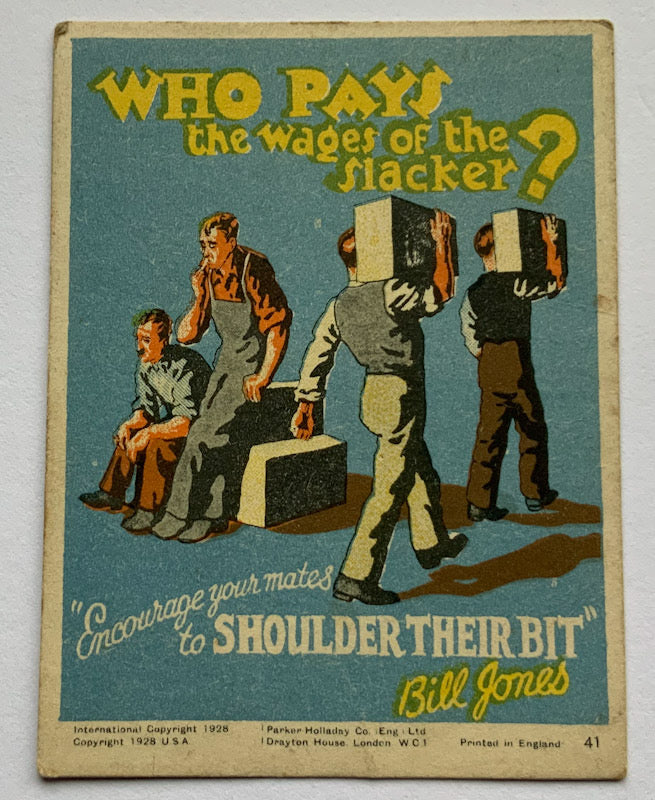 WHO PAYS
the wages of the
slacker?
"Encourage your mates
to SHOULDER THEIR BIT"
Bill Jones
International Copyright 1928
Copyright 1928 U.S.A.
Parker-Holladay Co. (Eng.) Ltd
Drayton House. London W.C.1
Printed in England
41